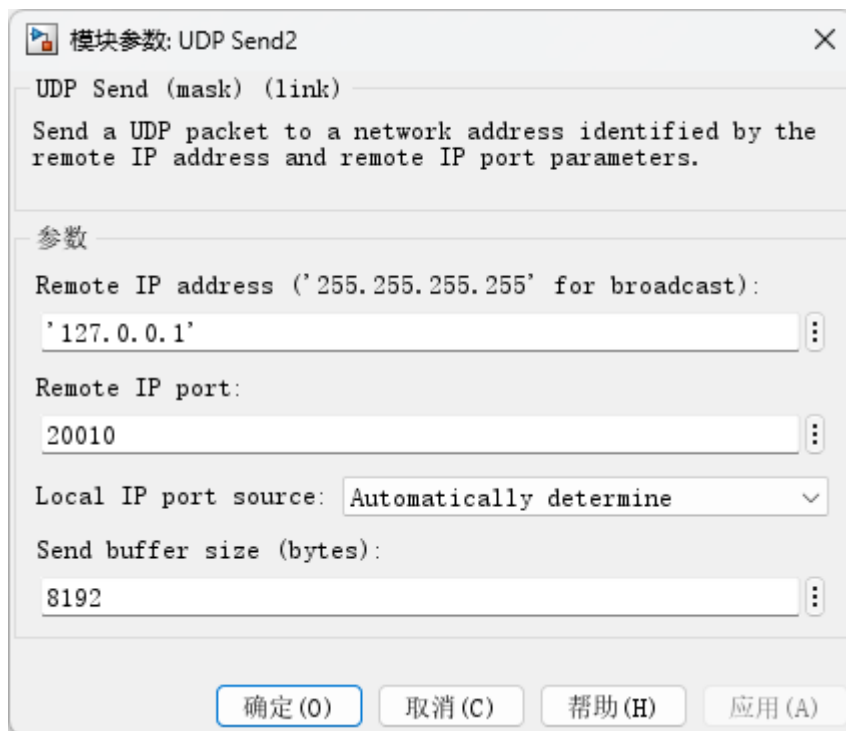 模块参数: UDP Send2
UDP Send (mask) (link)
Send a UDP packet to a network address identified by the
remote IP address and remote IP port parameters.
参数
Remote IP address ('255.255.255.255' for broadcast):
'127.0.0.1'
Remote IP port:
20010
Local IP port source: Automatically determine
Send buffer size (bytes):
8192
确定(O) 取消(C) 帮助(H) 应用(A)